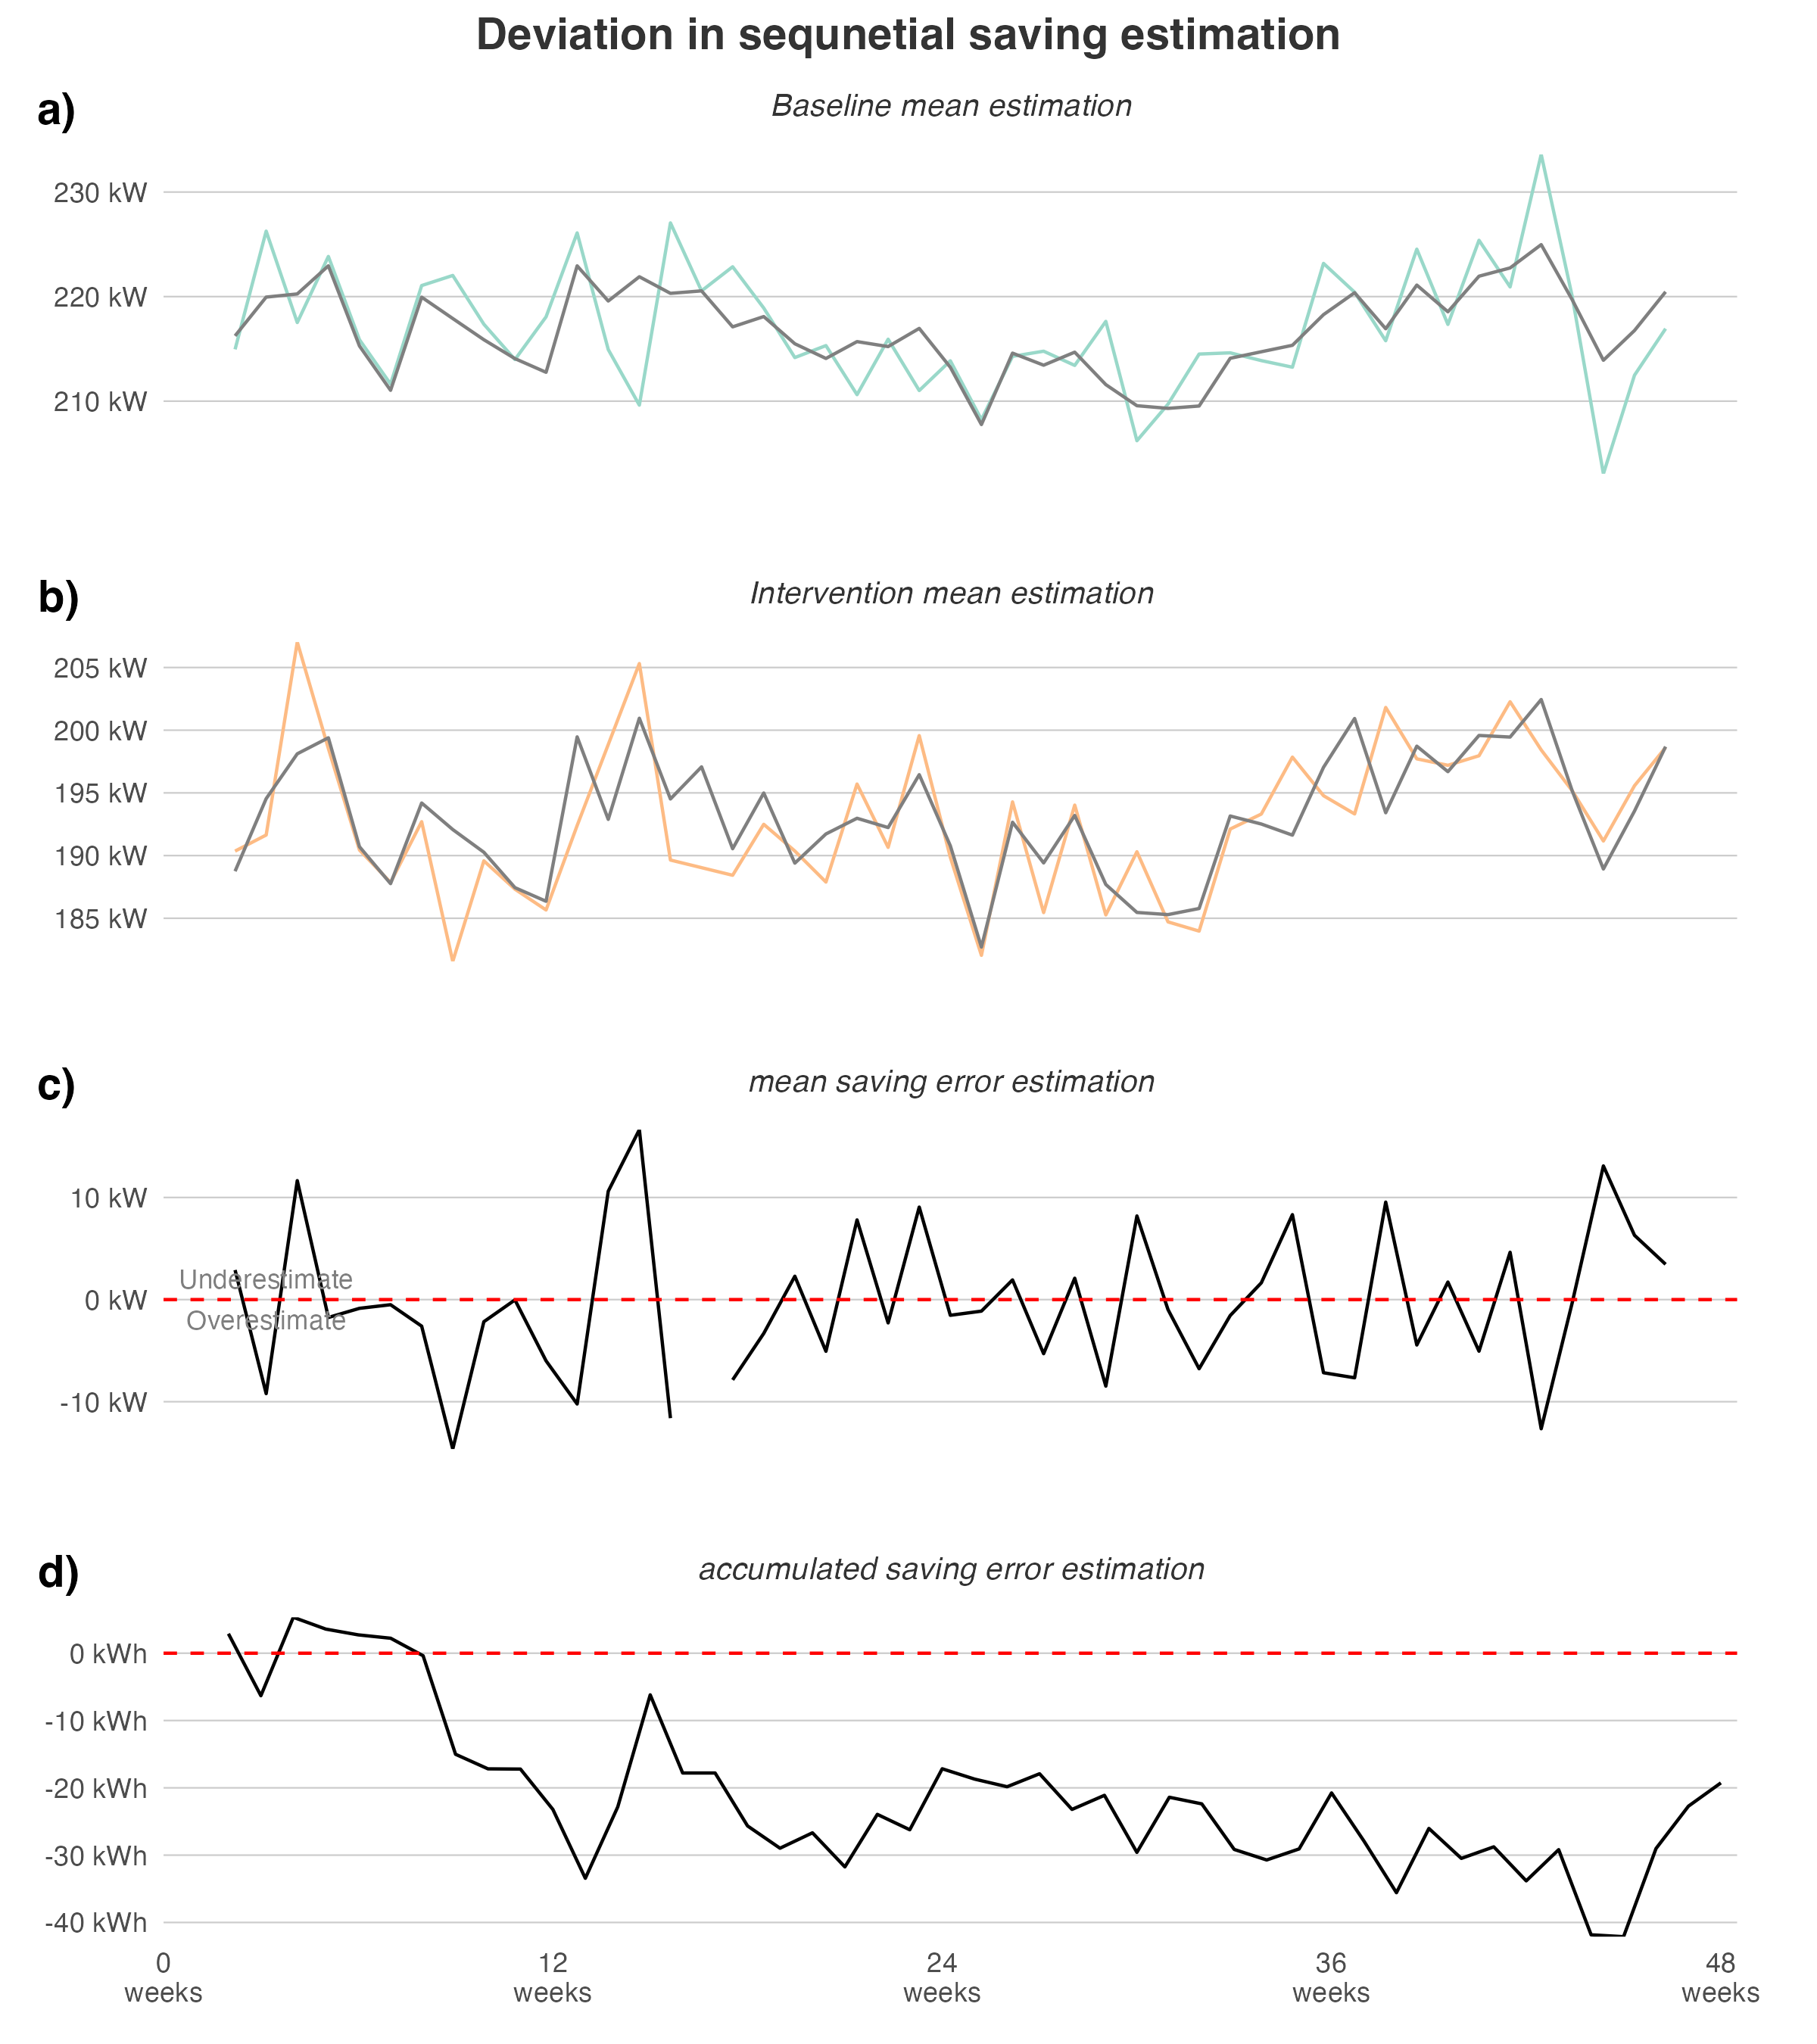 Deviation in sequnetial saving estimation
a)
Baseline mean estimation
230 kW
220 kW
210 kW
b)
Intervention mean estimation
205 kW
200 kW
195 kW
190 kW
185 kW
c)
mean saving error estimation
10 kW
Underestimate
0 kW
Overestimate
-10 kW
d)
accumulated saving error estimation
0 kWh
-10 kWh
-20 kWh
-30 kWh
-40 kWh
0 12 24 36 48
weeks weeks weeks weeks weeks